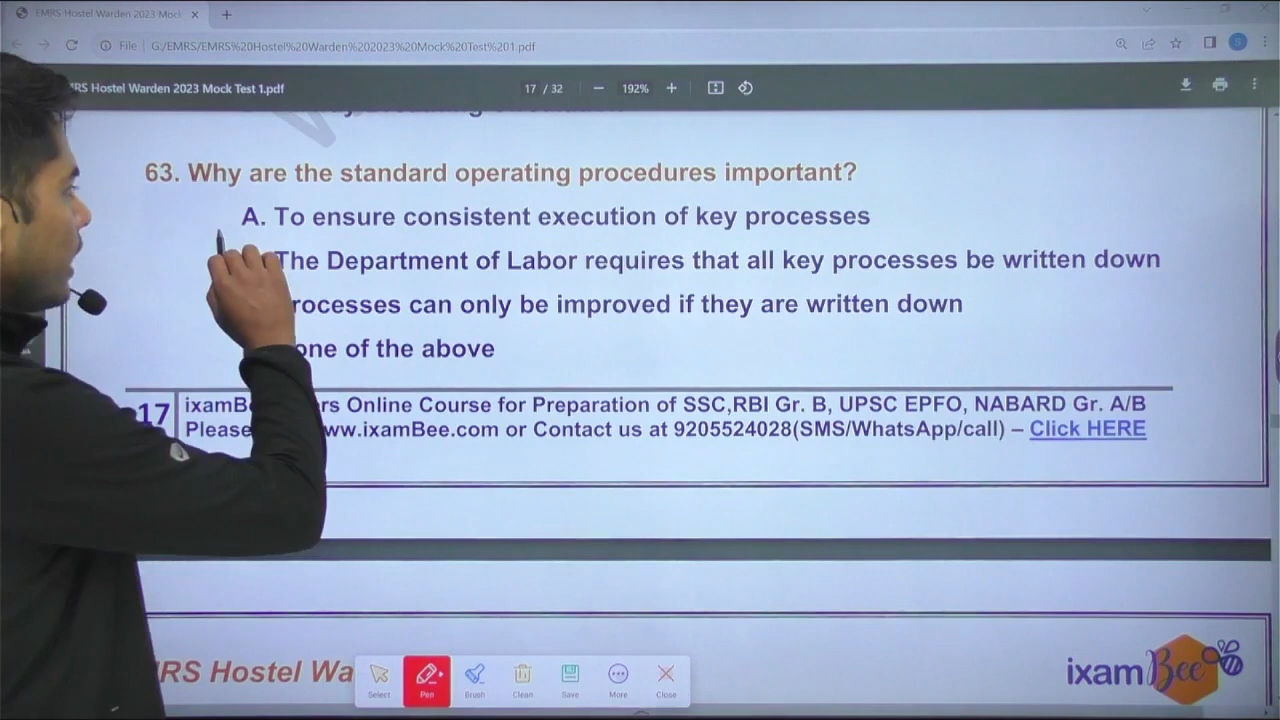 EMRS Hostel Warden 2023 Mock
File G:/EMRS/EMRS%20Hostel%20Warden%202023%20Mock%20Test%201.pdf
RS Hostel Warden 2023 Mock Test 1.pdf
17 / 32
192%
63. Why are the standard operating procedures important?
A. To ensure consistent execution of key processes
The Department of Labor requires that all key processes be written down
rocesses can only be improved if they are written down
one of the above
17
ixamB rs Online Course for Preparation of SSC,RBI Gr. B, UPSC EPFO, NABARD Gr. A/B
Please ww.ixamBee.com or Contact us at 9205524028(SMS/WhatsApp/call) – Click HERE
RS Hostel Wa
ixamBee
Select Pen Brush Clean Save More Close